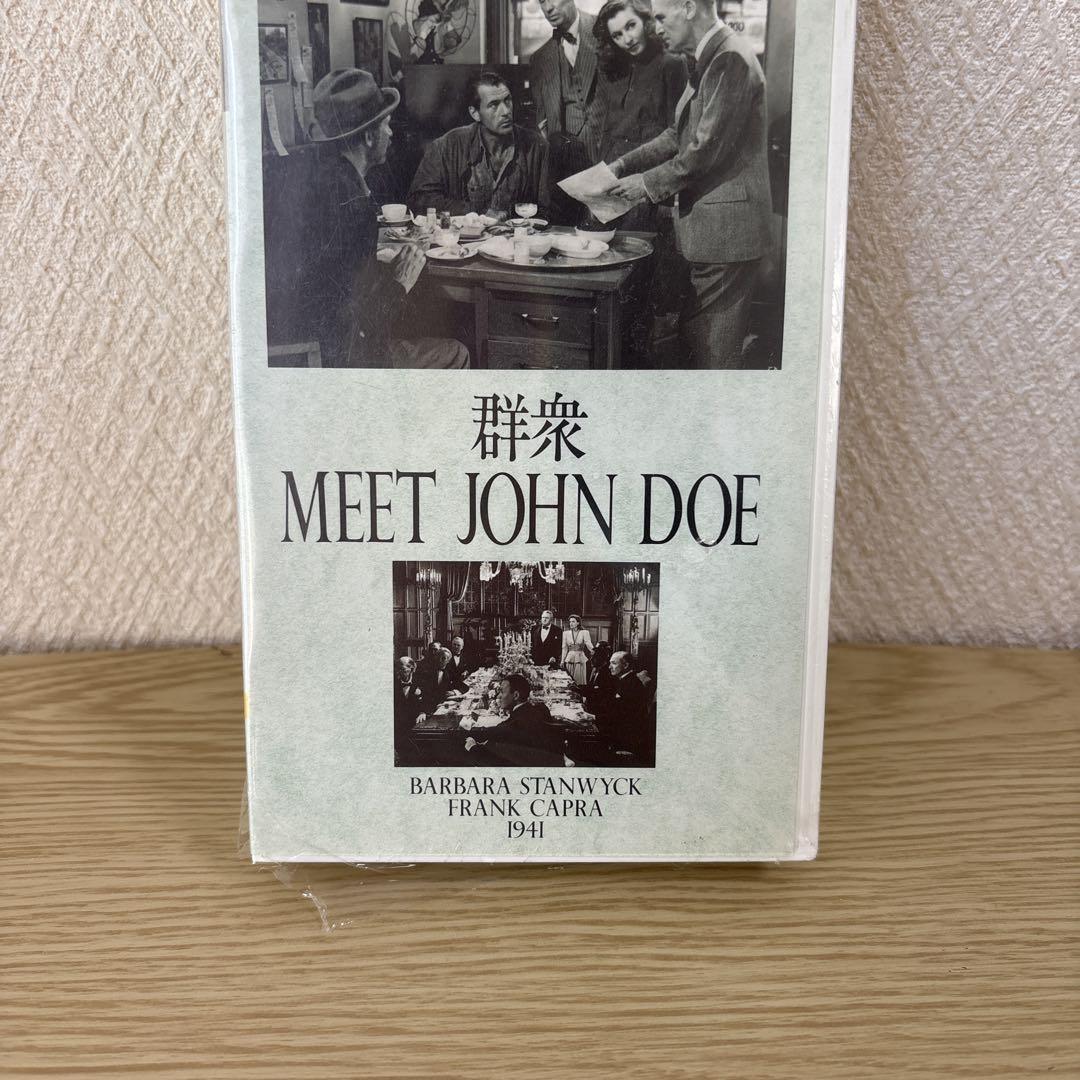 群衆
MEET JOHN DOE
BARBARA STANWYCK
FRANK CAPRA
1941